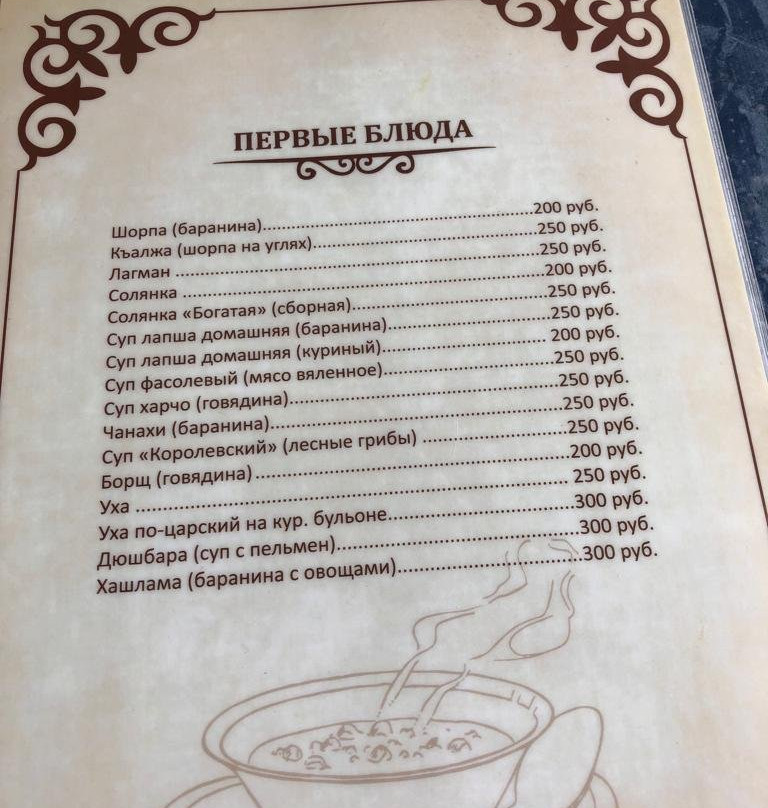 ПЕРВЫЕ БЛЮДА
Шорпа (баранина)........200 руб.
Къалжа (шорпа на углях)........250 руб.
Лагман ........250 руб.
Солянка ........200 руб.
Солянка «Богатая» (сборная)........250 руб.
Суп лапша домашняя (баранина)........250 руб.
Суп лапша домашняя (куриный)........ 200 руб.
Суп фасолевый (мясо вяленное)........250 руб.
Суп харчо (говядина)........250 руб.
Чанахи (баранина)........250 руб.
Суп «Королевский» (лесные грибы) ........250 руб.
Борщ (говядина)........200 руб.
Уха ........ 250 руб.
Уха по-царский на кур. бульоне........300 руб.
Дюшбара (суп с пельмен)........300 руб.
Хашлама (баранина с овощами)........300 руб.